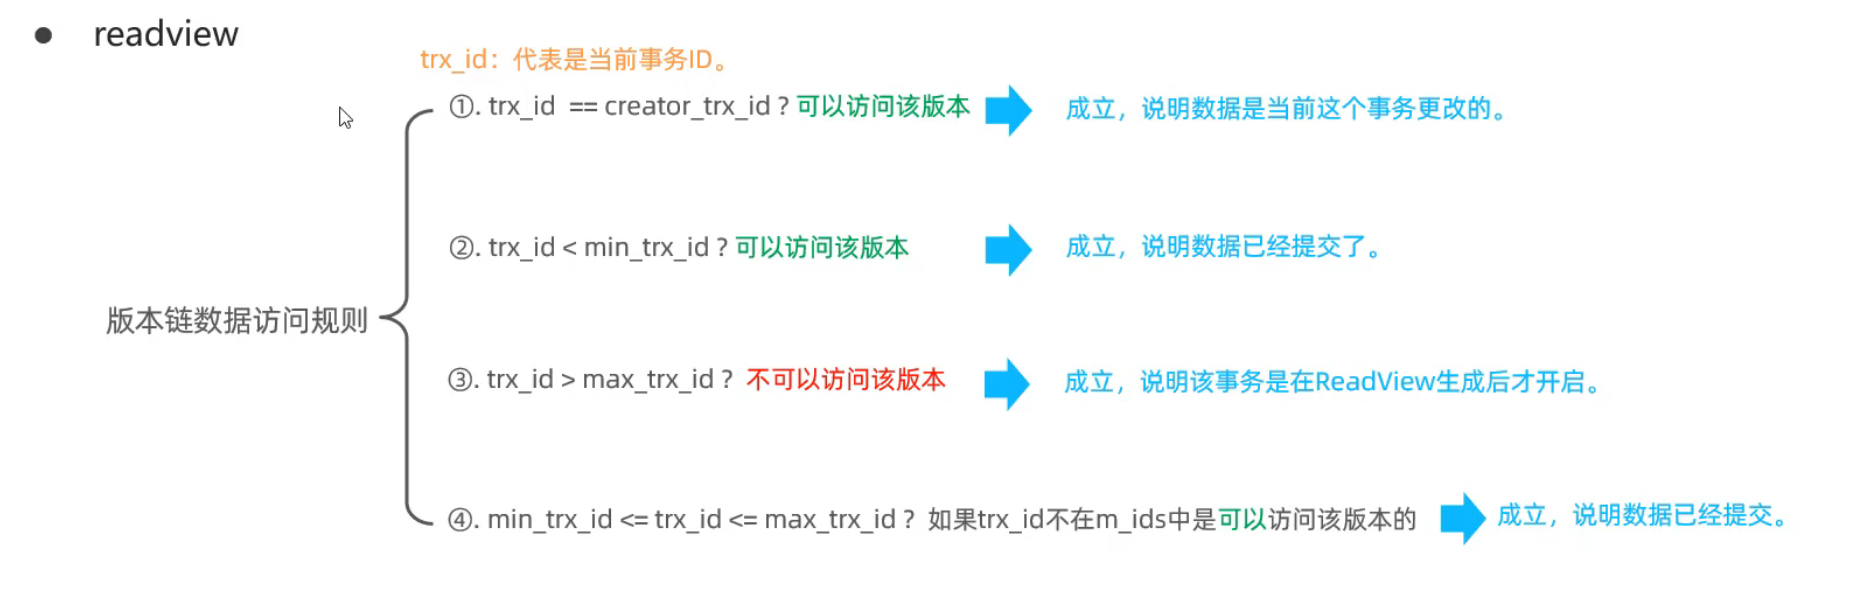 ● readview
trx_id：代表是当前事务ID。
①. trx_id == creator_trx_id ? 可以访问该版本 成立，说明数据是当前这个事务更改的。
②. trx_id < min_trx_id ? 可以访问该版本 成立，说明数据已经提交了。
版本链数据访问规则
③. trx_id > max_trx_id ? 不可以访问该版本 成立，说明该事务是在ReadView生成后才开启。
④. min_trx_id <= trx_id <= max_trx_id ? 如果trx_id不在m_ids中是可以访问该版本的 成立，说明数据已经提交。